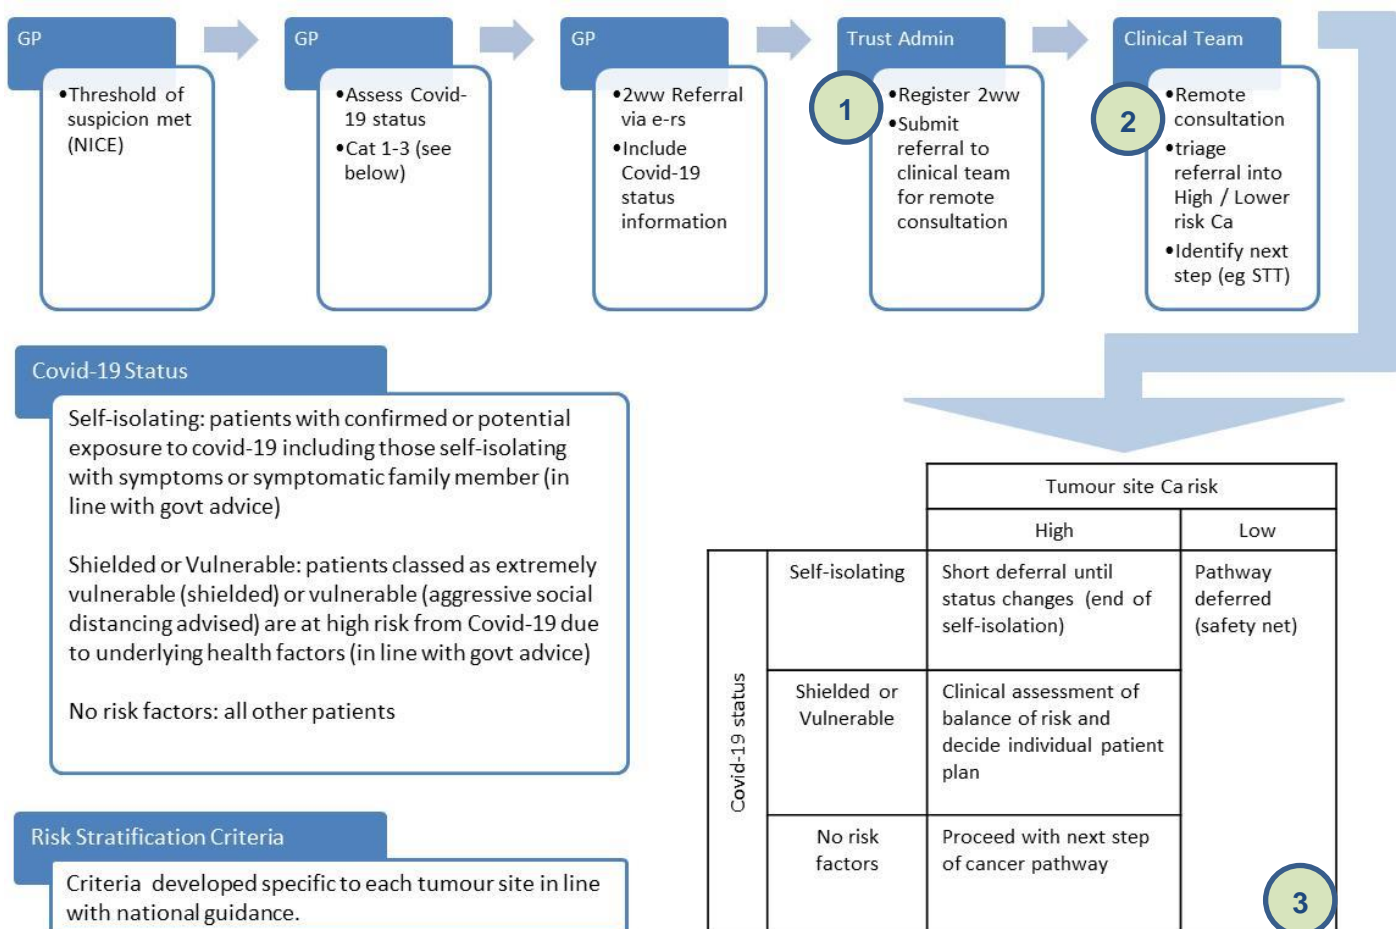 GP
•Threshold of
suspicion met
(NICE)
GP
•Assess Covid-
19 status
•Cat 1-3 (see
below)
GP
•2ww Referral
via e-rs
•Include
Covid-19
status
information
Trust Admin
1
•Register 2ww
•Submit
referral to
clinical team
for remote
consultation
Clinical Team
2
•Remote
consultation
•triage
referral into
High / Lower
risk Ca
•Identify next
step (eg STT)
Covid-19 Status
Self-isolating: patients with confirmed or potential
exposure to covid-19 including those self-isolating
with symptoms or symptomatic family member (in
line with govt advice)
Shielded or Vulnerable: patients classed as extremely
vulnerable (shielded) or vulnerable (aggressive social
distancing advised) are at high risk from Covid-19 due
to underlying health factors (in line with govt advice)
No risk factors: all other patients
Risk Stratification Criteria
Criteria developed specific to each tumour site in line
with national guidance.
Tumour site Ca risk
High
Low
Covid-19 status
Self-isolating
Short deferral until
status changes (end of
self-isolation)
Pathway
deferred
(safety net)
Shielded or
Vulnerable
Clinical assessment of
balance of risk and
decide individual patient
plan
No risk
factors
Proceed with next step
of cancer pathway
3